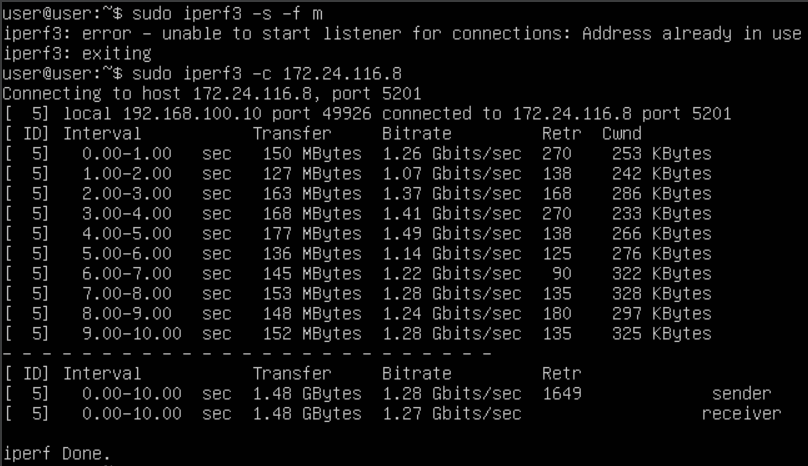 user@user:~$ sudo iperf3 -s -f m
iperf3: error - unable to start listener for connections: Address already in use
iperf3: exiting
user@user:~$ sudo iperf3 -c 172.24.116.8
Connecting to host 172.24.116.8, port 5201
[  5] local 192.168.100.10 port 49926 connected to 172.24.116.8 port 5201
[ ID] Interval           Transfer     Bitrate         Retr  Cwnd
[  5]   0.00-1.00   sec   150 MBytes  1.26 Gbits/sec  270    253 KBytes
[  5]   1.00-2.00   sec   127 MBytes  1.07 Gbits/sec  138    242 KBytes
[  5]   2.00-3.00   sec   163 MBytes  1.37 Gbits/sec  168    286 KBytes
[  5]   3.00-4.00   sec   168 MBytes  1.41 Gbits/sec  270    233 KBytes
[  5]   4.00-5.00   sec   177 MBytes  1.49 Gbits/sec  138    266 KBytes
[  5]   5.00-6.00   sec   136 MBytes  1.14 Gbits/sec  125    276 KBytes
[  5]   6.00-7.00   sec   145 MBytes  1.22 Gbits/sec   90    322 KBytes
[  5]   7.00-8.00   sec   153 MBytes  1.28 Gbits/sec  135    328 KBytes
[  5]   8.00-9.00   sec   148 MBytes  1.24 Gbits/sec  180    297 KBytes
[  5]   9.00-10.00  sec   152 MBytes  1.28 Gbits/sec  135    325 KBytes
- - - - - - - - - - - - - - - - - - - - - - - - -
[ ID] Interval           Transfer     Bitrate         Retr
[  5]   0.00-10.00  sec  1.48 GBytes  1.28 Gbits/sec  1649             sender
[  5]   0.00-10.00  sec  1.48 GBytes  1.27 Gbits/sec                  receiver
iperf Done.